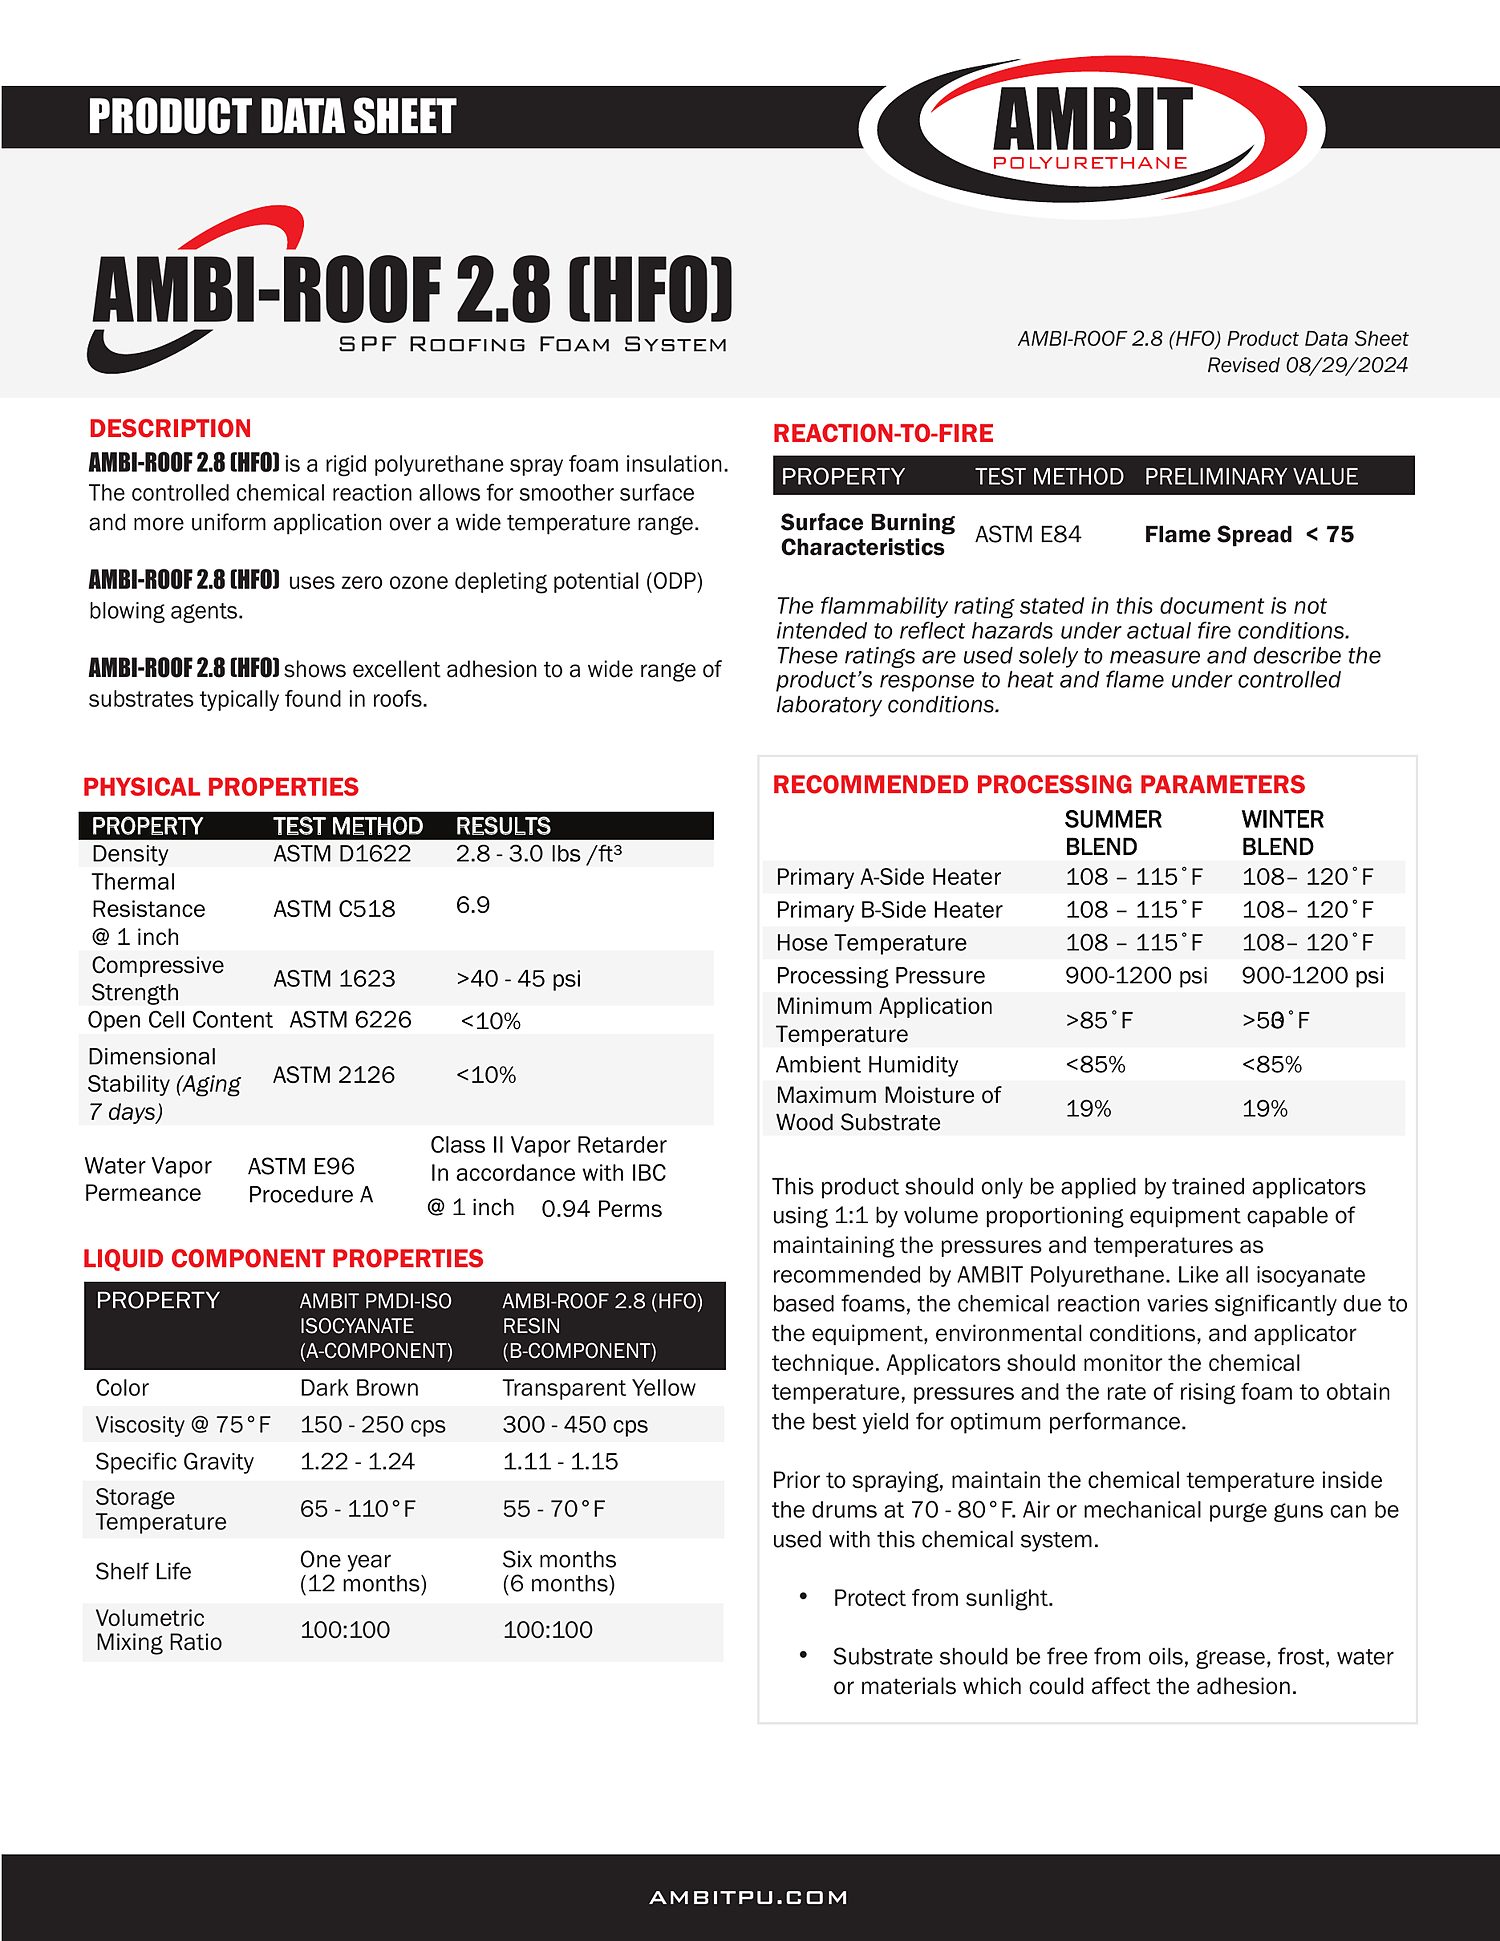 PRODUCT DATA SHEET
AMBIT
POLYURETHANE
AMBI-ROOF 2.8 (HFO)
SPF ROOFING FOAM SYSTEM
AMBI-ROOF 2.8 (HFO) Product Data Sheet
Revised 08/29/2024
DESCRIPTION
AMBI-ROOF 2.8 (HFO) is a rigid polyurethane spray foam insulation.
The controlled chemical reaction allows for smoother surface
and more uniform application over a wide temperature range.
AMBI-ROOF 2.8 (HFO) uses zero ozone depleting potential (ODP)
blowing agents.
AMBI-ROOF 2.8 (HFO) shows excellent adhesion to a wide range of
substrates typically found in roofs.
PHYSICAL PROPERTIES
PROPERTY TEST METHOD RESULTS
Density ASTM D1622 2.8 - 3.0 lbs /ft³
Thermal
Resistance ASTM C518 6.9
@ 1 inch
Compressive
Strength ASTM 1623 >40 - 45 psi
Open Cell Content ASTM 6226 <10%
Dimensional
Stability (Aging ASTM 2126 <10%
7 days)
Class II Vapor Retarder
Water Vapor ASTM E96 In accordance with IBC
Permeance Procedure A @ 1 inch 0.94 Perms
LIQUID COMPONENT PROPERTIES
PROPERTY AMBIT PMDI-ISO AMBI-ROOF 2.8 (HFO)
ISOCYANATE RESIN
(A-COMPONENT) (B-COMPONENT)
Color Dark Brown Transparent Yellow
Viscosity @ 75°F 150 - 250 cps 300 - 450 cps
Specific Gravity 1.22 - 1.24 1.11 - 1.15
Storage
Temperature 65 - 110°F 55 - 70°F
Shelf Life One year Six months
(12 months) (6 months)
Volumetric
Mixing Ratio 100:100 100:100
REACTION-TO-FIRE
PROPERTY TEST METHOD PRELIMINARY VALUE
Surface Burning
Characteristics ASTM E84 Flame Spread < 75
The flammability rating stated in this document is not
intended to reflect hazards under actual fire conditions.
These ratings are used solely to measure and describe the
product's response to heat and flame under controlled
laboratory conditions.
RECOMMENDED PROCESSING PARAMETERS
SUMMER WINTER
BLEND BLEND
Primary A-Side Heater 108 – 115˚F 108– 120˚F
Primary B-Side Heater 108 – 115˚F 108– 120˚F
Hose Temperature 108 – 115˚F 108– 120˚F
Processing Pressure 900-1200 psi 900-1200 psi
Minimum Application
Temperature >85˚F
Ambient Humidity <85% <85%
Maximum Moisture of
Wood Substrate 19% 19%
This product should only be applied by trained applicators
using 1:1 by volume proportioning equipment capable of
maintaining the pressures and temperatures as
recommended by AMBIT Polyurethane. Like all isocyanate
based foams, the chemical reaction varies significantly due to
the equipment, environmental conditions, and applicator
technique. Applicators should monitor the chemical
temperature, pressures and the rate of rising foam to obtain
the best yield for optimum performance.
Prior to spraying, maintain the chemical temperature inside
the drums at 70 - 80°F. Air or mechanical purge guns can be
used with this chemical system.
• Protect from sunlight.
• Substrate should be free from oils, grease, frost, water
or materials which could affect the adhesion.
AMBITPU.COM